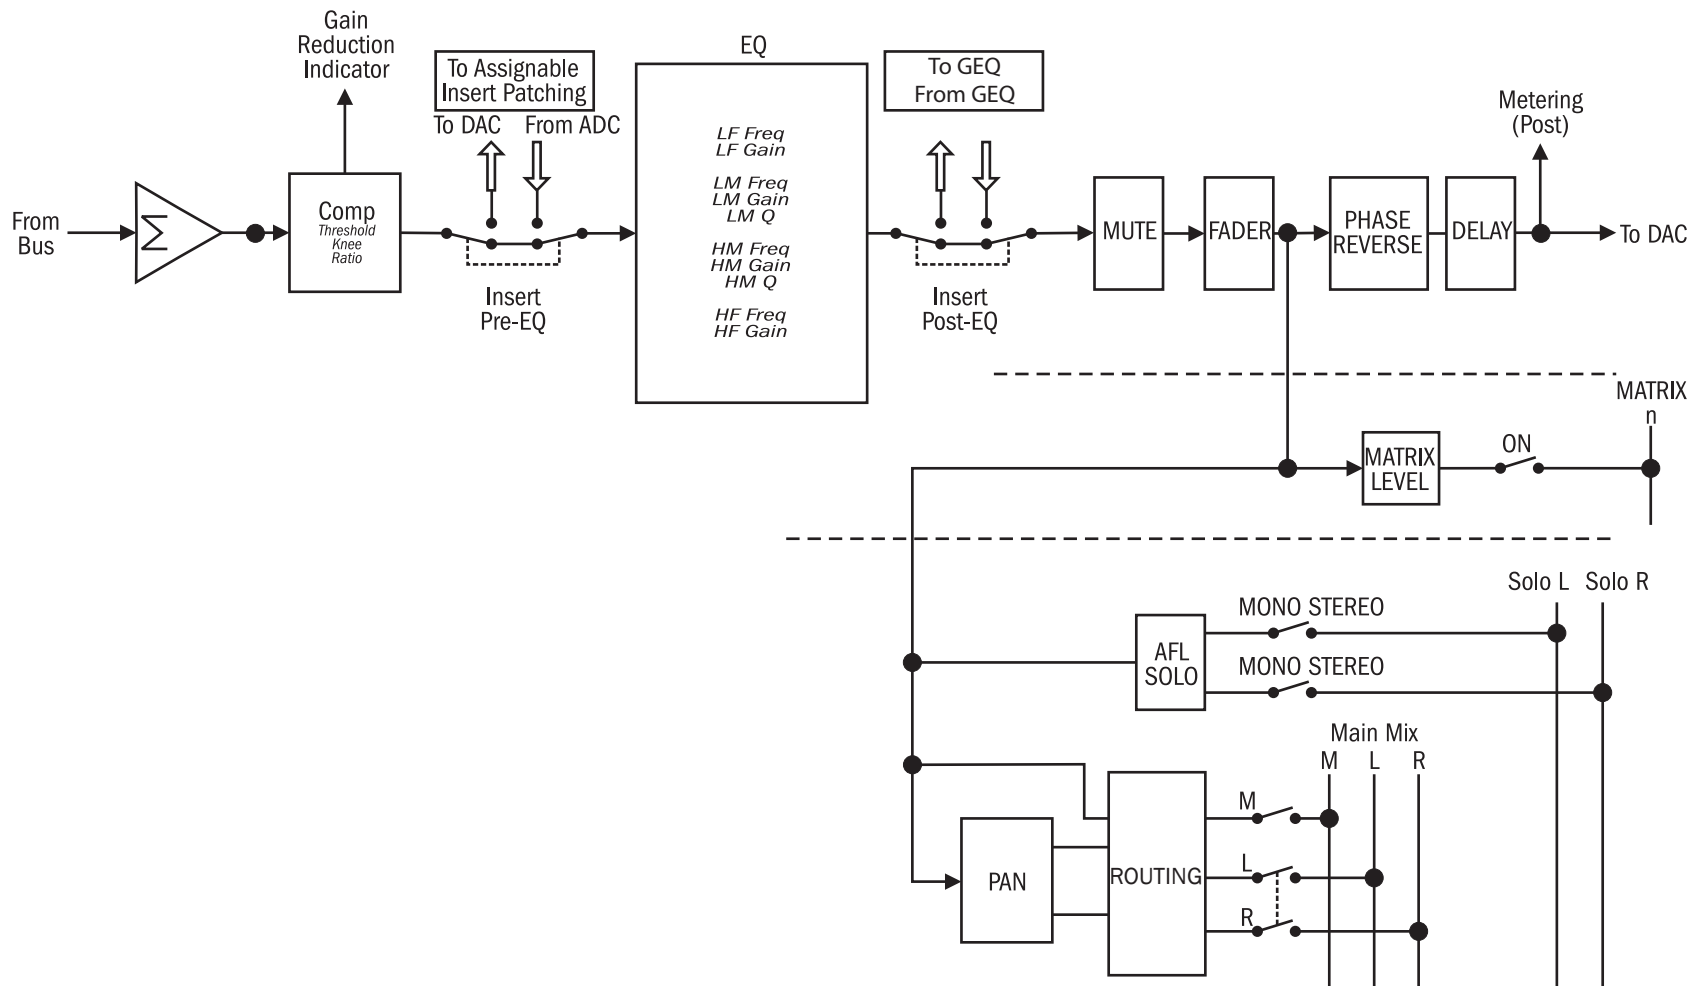 Gain
Reduction
Indicator
To Assignable
Insert Patching
To DAC
From ADC
EQ
To GEQ
From GEQ
Metering
(Post)
From
Bus
Σ
Comp
Threshold
Knee
Ratio
Insert
Pre-EQ
LF Freq
LF Gain
LM Freq
LM Gain
LM Q
HM Freq
HM Gain
HM Q
HF Freq
HF Gain
Insert
Post-EQ
MUTE
FADER
PHASE
REVERSE
DELAY
To DAC
MATRIX
n
MATRIX
LEVEL
ON
Solo L
Solo R
AFL
SOLO
MONO STEREO
MONO STEREO
Main Mix
M
L
R
PAN
ROUTING
M
L
R